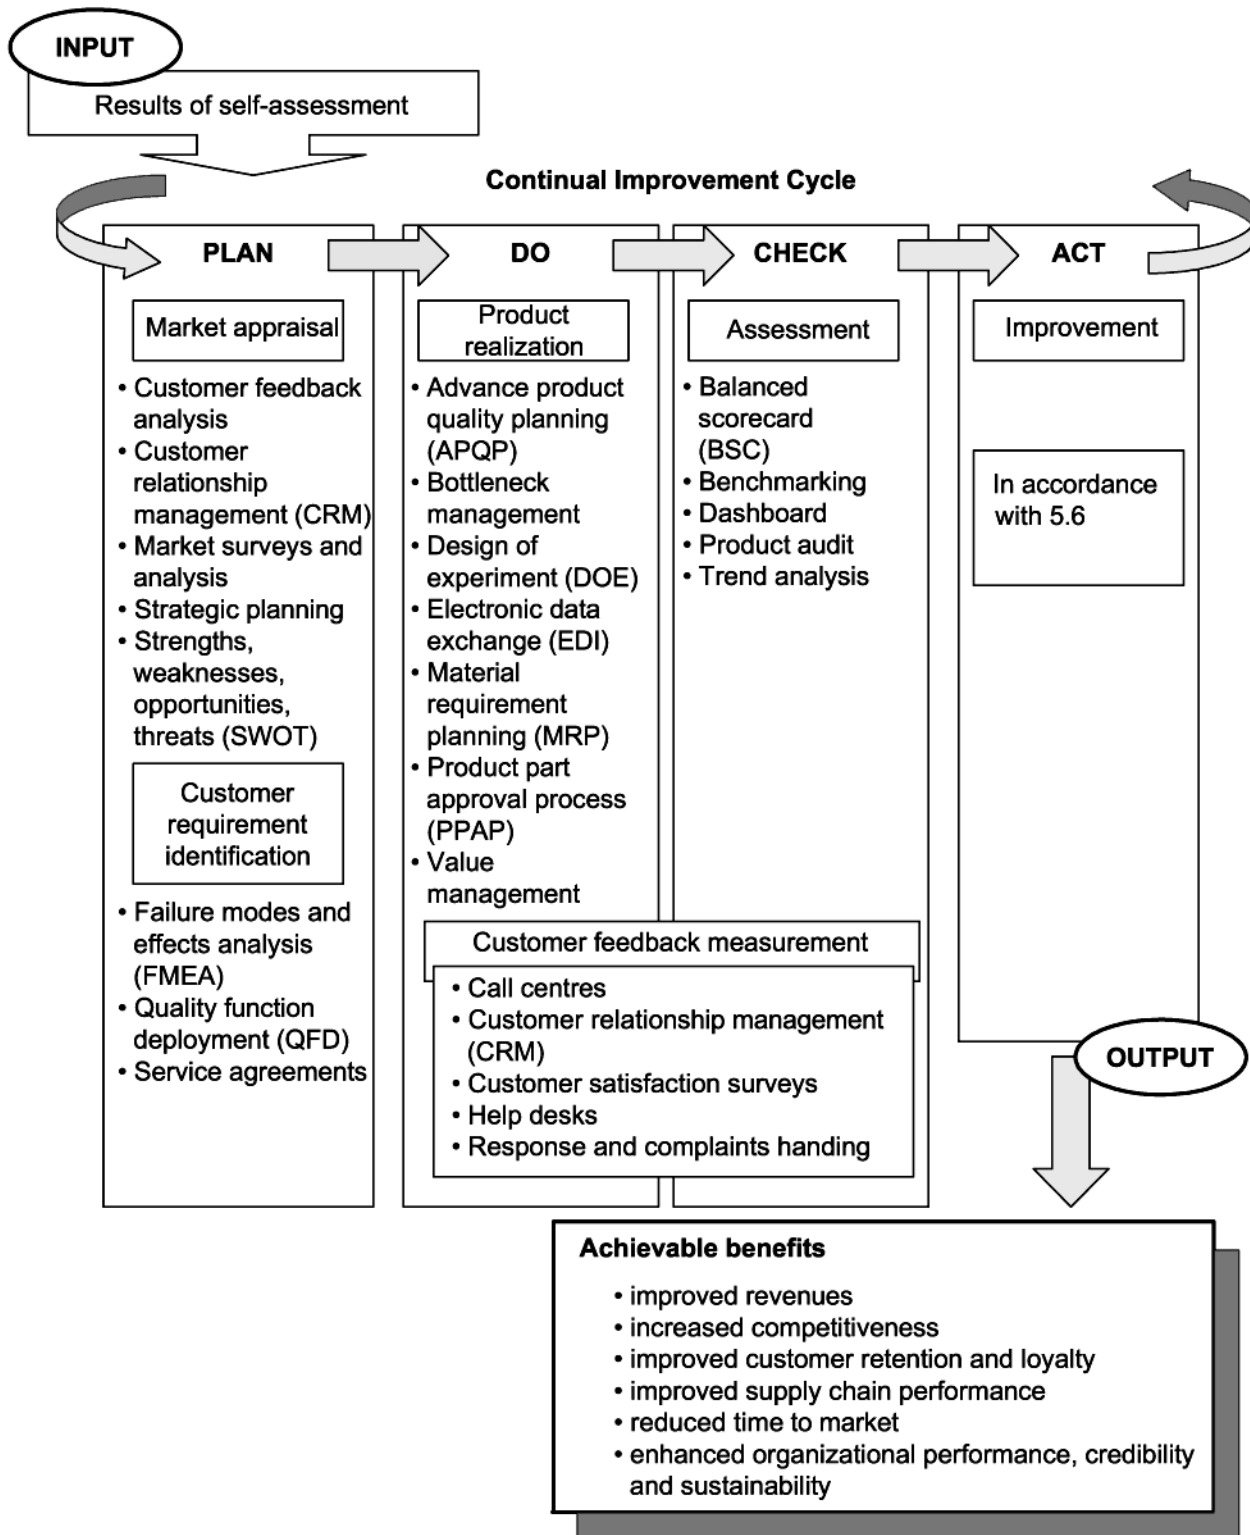 INPUT
Results of self-assessment
Continual Improvement Cycle
PLAN
Market appraisal
• Customer feedback
analysis
• Customer
relationship
management (CRM)
• Market surveys and
analysis
• Strategic planning
• Strengths,
weaknesses,
opportunities,
threats (SWOT)
Customer
requirement
identification
• Failure modes and
effects analysis
(FMEA)
• Quality function
deployment (QFD)
• Service agreements
DO
Product
realization
• Advance product
quality planning
(APQP)
• Bottleneck
management
• Design of
experiment (DOE)
• Electronic data
exchange (EDI)
• Material
requirement
planning (MRP)
• Product part
approval process
(PPAP)
• Value
management
CHECK
Assessment
• Balanced
scorecard
(BSC)
• Benchmarking
• Dashboard
• Product audit
• Trend analysis
Customer feedback measurement
• Call centres
• Customer relationship management
(CRM)
• Customer satisfaction surveys
• Help desks
• Response and complaints handing
ACT
Improvement
In accordance
with 5.6
OUTPUT
Achievable benefits
• improved revenues
• increased competitiveness
• improved customer retention and loyalty
• improved supply chain performance
• reduced time to market
• enhanced organizational performance, credibility
and sustainability